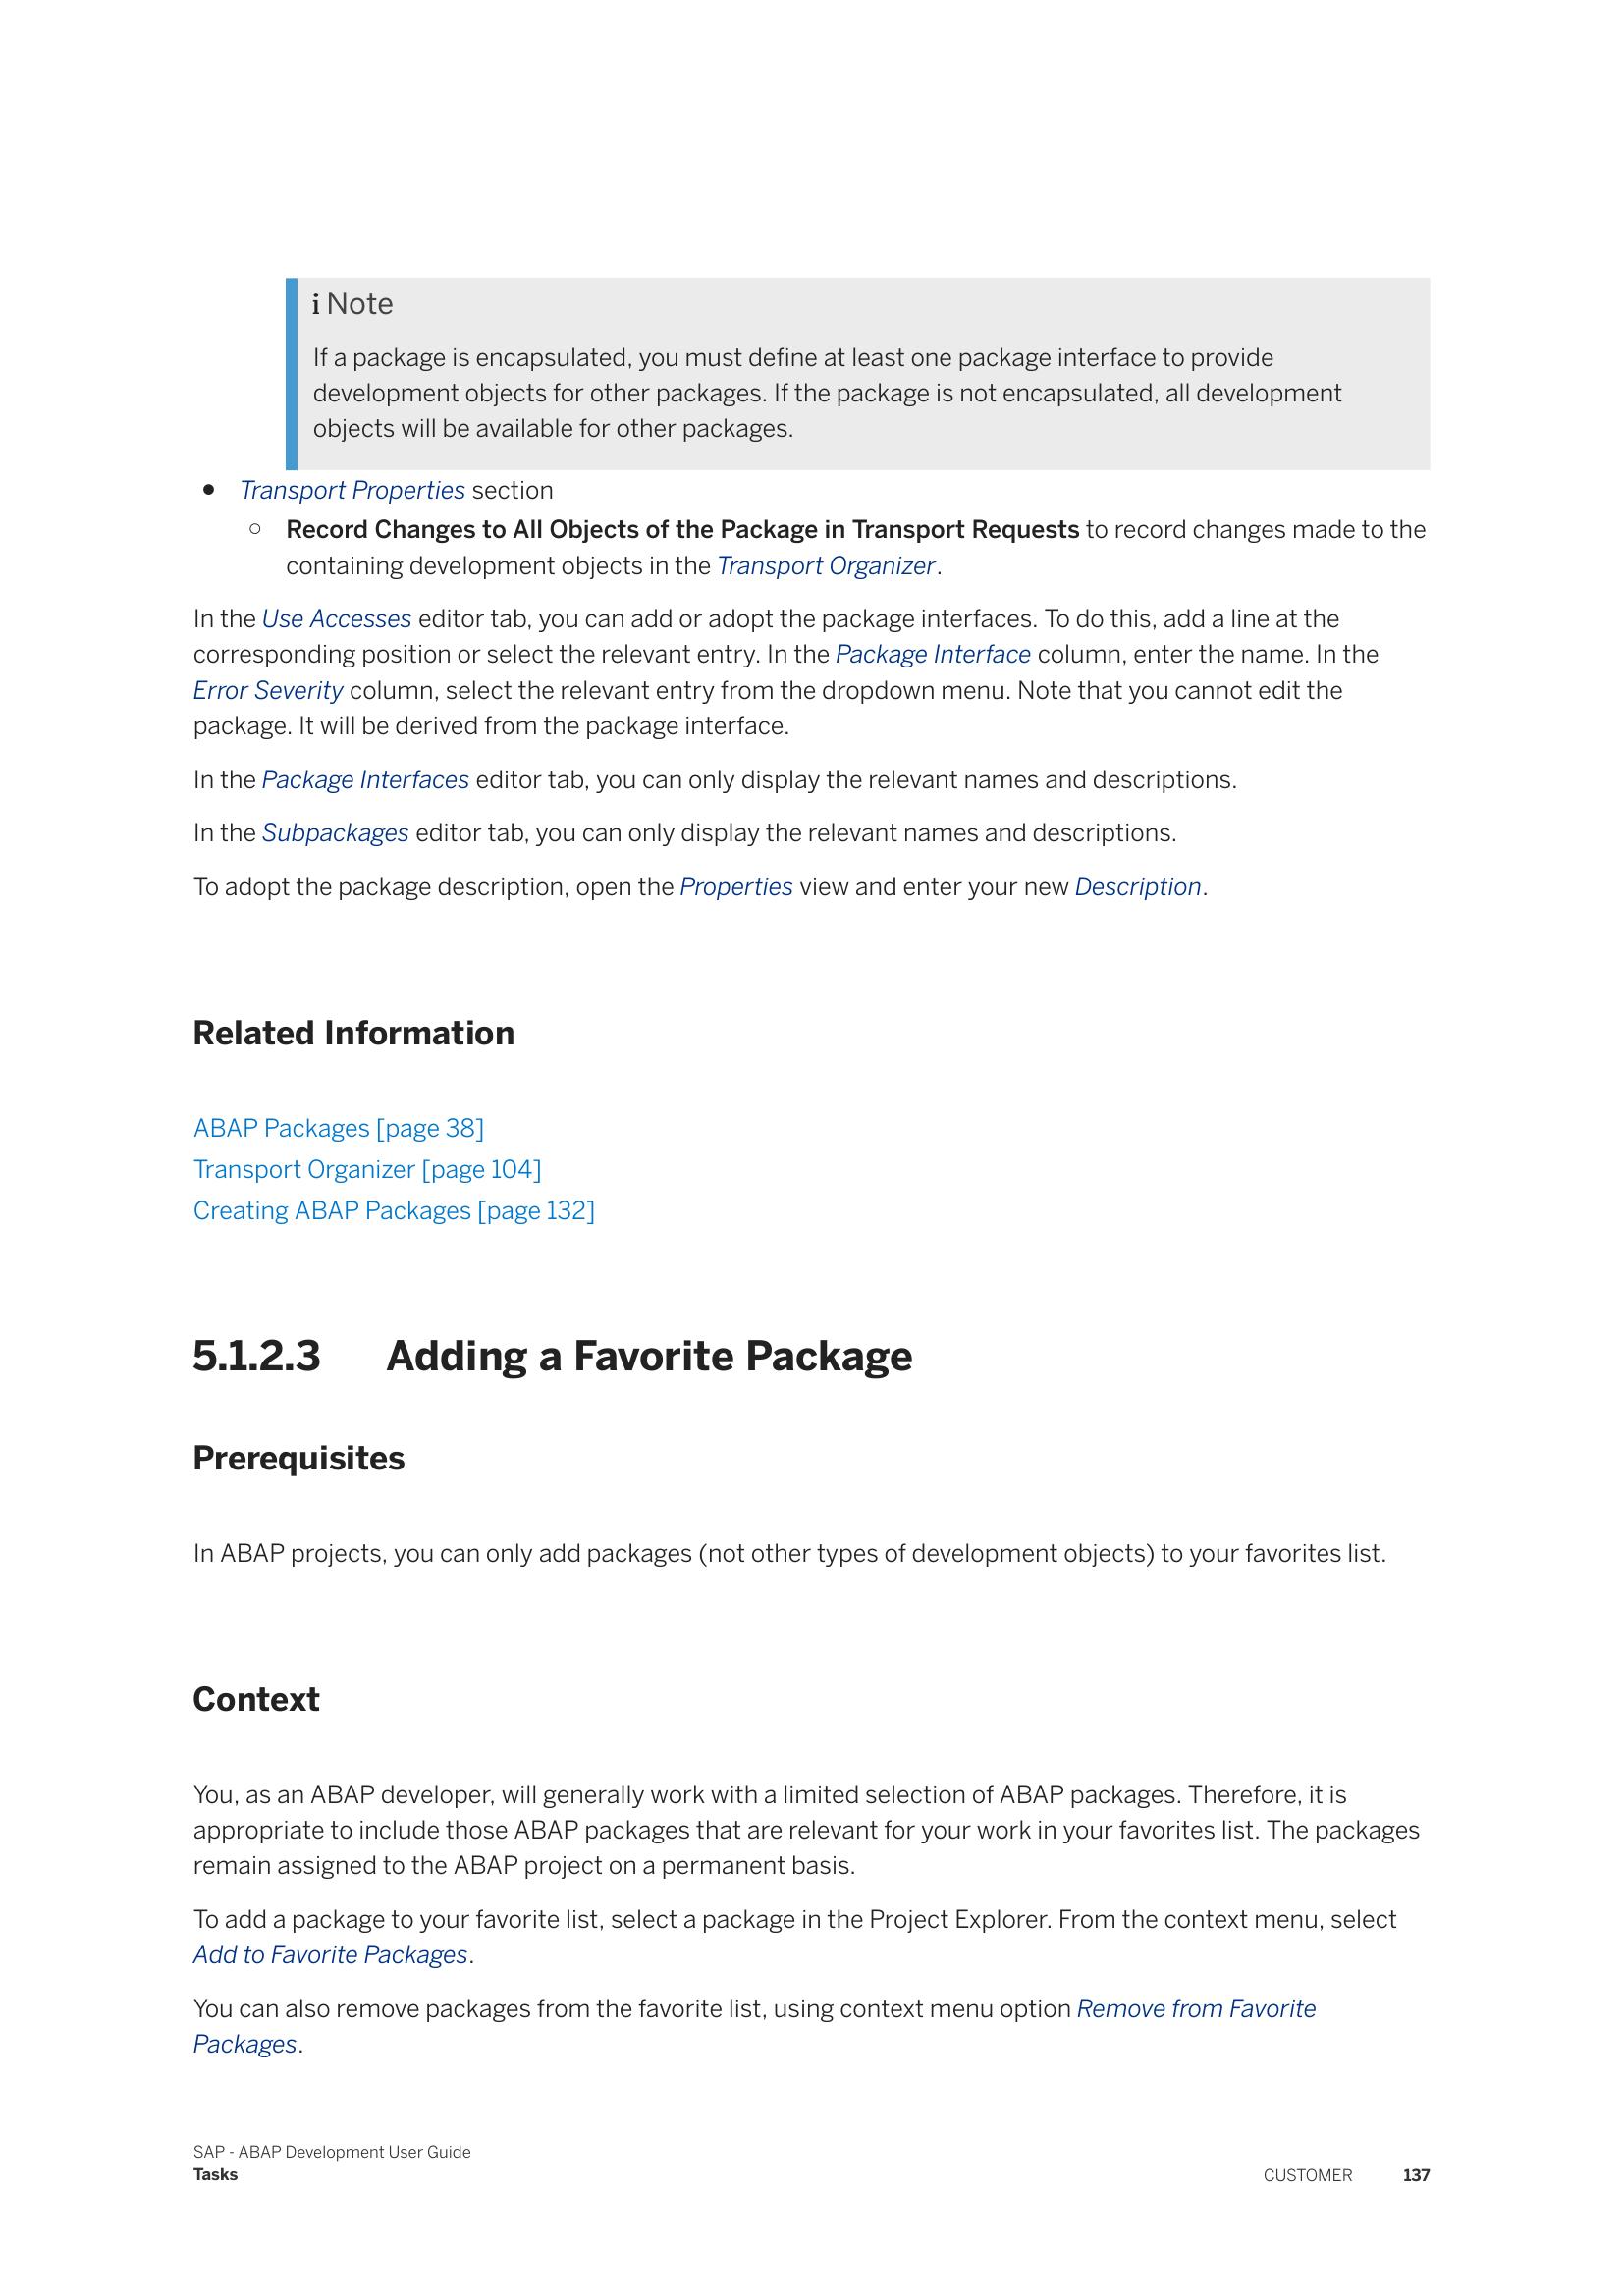 i Note
If a package is encapsulated, you must define at least one package interface to provide
development objects for other packages. If the package is not encapsulated, all development
objects will be available for other packages.
● Transport Properties section
○ Record Changes to All Objects of the Package in Transport Requests to record changes made to the
containing development objects in the Transport Organizer.
In the Use Accesses editor tab, you can add or adopt the package interfaces. To do this, add a line at the
corresponding position or select the relevant entry. In the Package Interface column, enter the name. In the
Error Severity column, select the relevant entry from the dropdown menu. Note that you cannot edit the
package. It will be derived from the package interface.
In the Package Interfaces editor tab, you can only display the relevant names and descriptions.
In the Subpackages editor tab, you can only display the relevant names and descriptions.
To adopt the package description, open the Properties view and enter your new Description.
Related Information
ABAP Packages [page 38]
Transport Organizer [page 104]
Creating ABAP Packages [page 132]
5.1.2.3 Adding a Favorite Package
Prerequisites
In ABAP projects, you can only add packages (not other types of development objects) to your favorites list.
Context
You, as an ABAP developer, will generally work with a limited selection of ABAP packages. Therefore, it is
appropriate to include those ABAP packages that are relevant for your work in your favorites list. The packages
remain assigned to the ABAP project on a permanent basis.
To add a package to your favorite list, select a package in the Project Explorer. From the context menu, select
Add to Favorite Packages.
You can also remove packages from the favorite list, using context menu option Remove from Favorite
Packages.
SAP - ABAP Development User Guide
Tasks
CUSTOMER 137